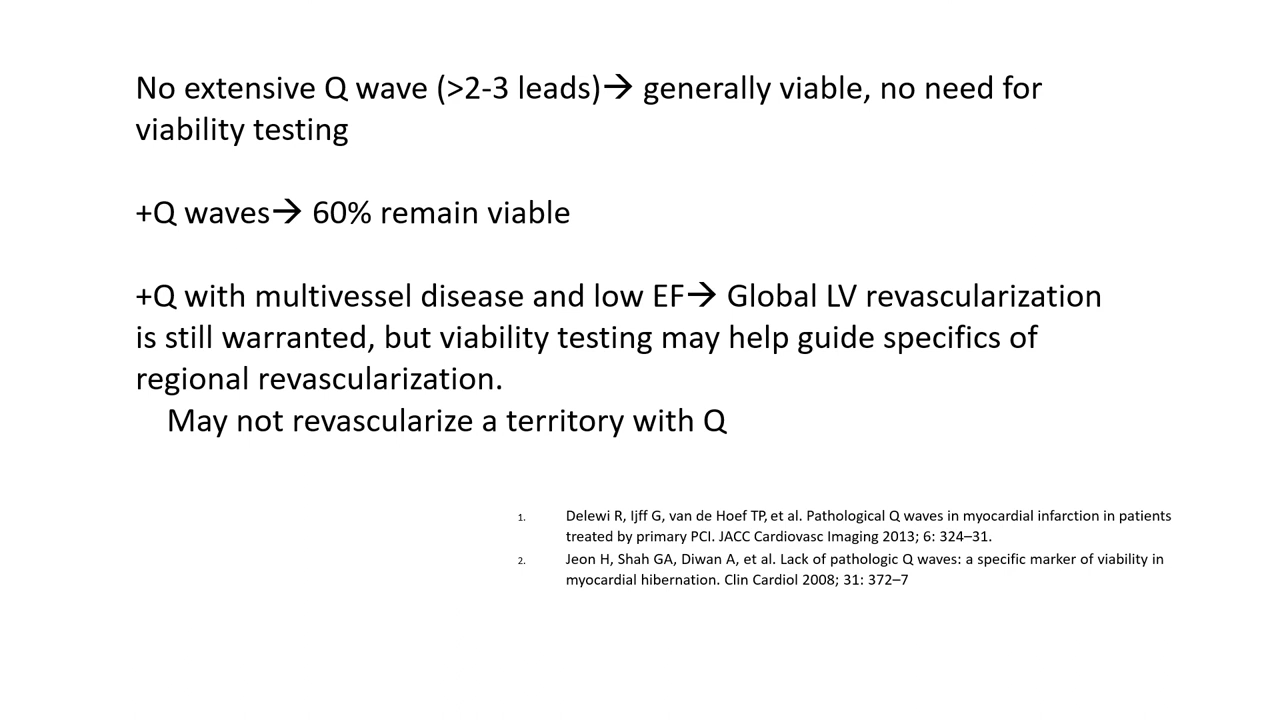 No extensive Q wave (>2-3 leads)→ generally viable, no need for
viability testing
+Q waves→ 60% remain viable
+Q with multivessel disease and low EF→ Global LV revascularization
is still warranted, but viability testing may help guide specifics of
regional revascularization.
May not revascularize a territory with Q
1. Delewi R, Ijff G, van de Hoef TP, et al. Pathological Q waves in myocardial infarction in patients
treated by primary PCI. JACC Cardiovasc Imaging 2013; 6: 324–31.
2. Jeon H, Shah GA, Diwan A, et al. Lack of pathologic Q waves: a specific marker of viability in
myocardial hibernation. Clin Cardiol 2008; 31: 372–7